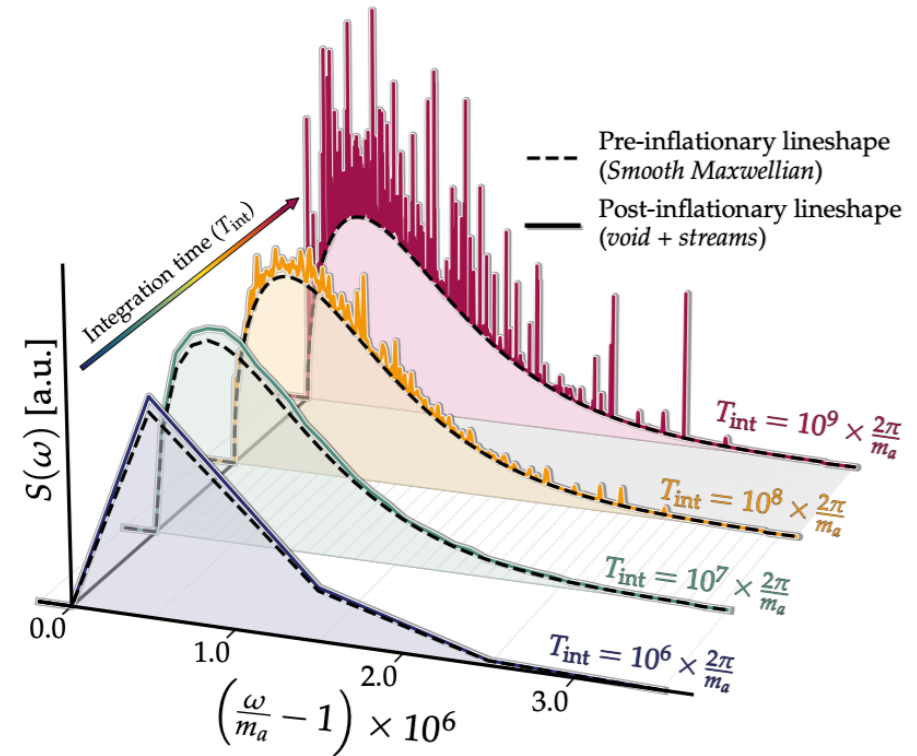 Pre-inflationary lineshape
(Smooth Maxwellian)
Post-inflationary lineshape
(void + streams)
Integration time (T_int)
S(ω) [a.u.]
T_int = 10^9 × 2π/m_a
T_int = 10^8 × 2π/m_a
T_int = 10^7 × 2π/m_a
T_int = 10^6 × 2π/m_a
0.0
1.0
2.0
3.0
(ω/m_a − 1) × 10^6